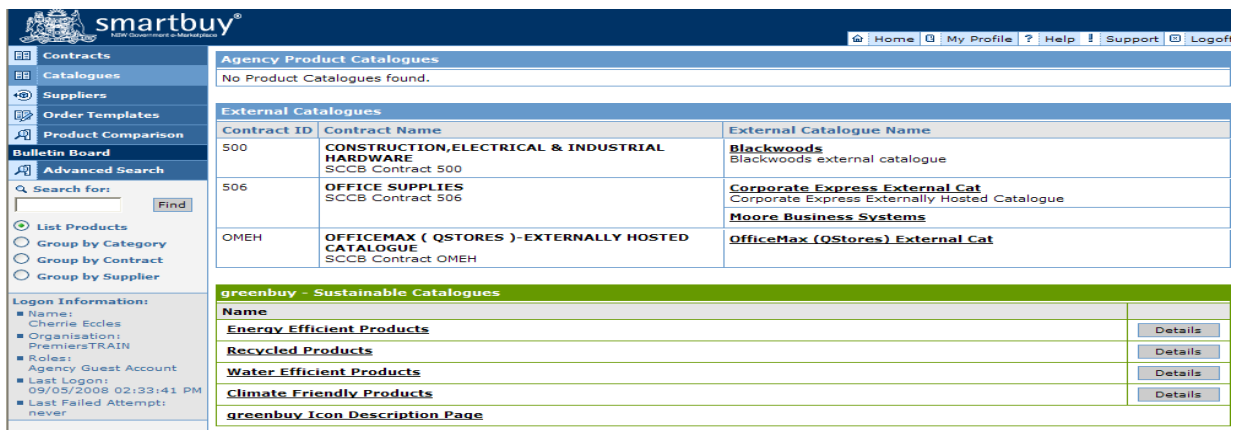 smartbuy®
NSW Government e-Marketplace
Home My Profile ? Help ! Support Logoff
Contracts
Catalogues
Suppliers
Order Templates
Product Comparison
Bulletin Board
Advanced Search
Search for:
Find
List Products
Group by Category
Group by Contract
Group by Supplier
Logon Information:
Name:
Cherrie Eccles
Organisation:
PremiersTRAIN
Roles:
Agency Guest Account
Last Logon:
09/05/2008 02:33:41 PM
Last Failed Attempt:
never
Agency Product Catalogues
No Product Catalogues found.
External Catalogues
Contract ID Contract Name External Catalogue Name
500 CONSTRUCTION,ELECTRICAL & INDUSTRIAL Blackwoods
HARDWARE Blackwoods external catalogue
SCCB Contract 500
506 OFFICE SUPPLIES Corporate Express External Cat
SCCB Contract 506 Corporate Express Externally Hosted Catalogue
Moore Business Systems
OMEH OFFICEMAX ( QSTORES )-EXTERNALLY HOSTED OfficeMax (QStores) External Cat
CATALOGUE
SCCB Contract OMEH
greenbuy - Sustainable Catalogues
Name
Energy Efficient Products Details
Recycled Products Details
Water Efficient Products Details
Climate Friendly Products Details
greenbuy Icon Description Page